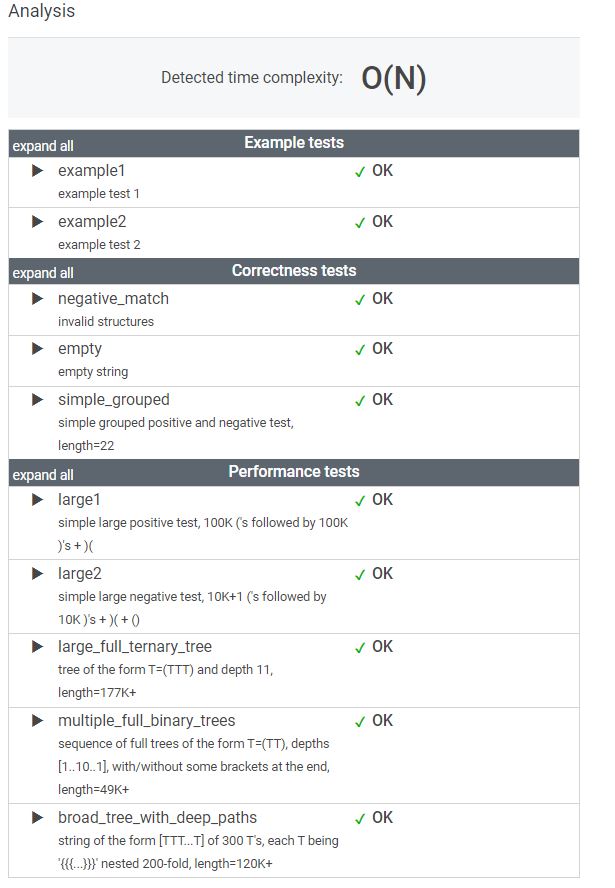 Analysis
Detected time complexity: O(N)
expand all Example tests
▶ example1 ✓ OK
example test 1
▶ example2 ✓ OK
example test 2
expand all Correctness tests
▶ negative_match ✓ OK
invalid structures
▶ empty ✓ OK
empty string
▶ simple_grouped ✓ OK
simple grouped positive and negative test,
length=22
expand all Performance tests
▶ large1 ✓ OK
simple large positive test, 100K ('s followed by 100K
)'s + )(
▶ large2 ✓ OK
simple large negative test, 10K+1 ('s followed by
10K )'s + )( + ()
▶ large_full_ternary_tree ✓ OK
tree of the form T=(TTT) and depth 11,
length=177K+
▶ multiple_full_binary_trees ✓ OK
sequence of full trees of the form T=(TT), depths
[1..10..1], with/without some brackets at the end,
length=49K+
▶ broad_tree_with_deep_paths ✓ OK
string of the form [TTT...T] of 300 T's, each T being
'{{{...}}}' nested 200-fold, length=120K+